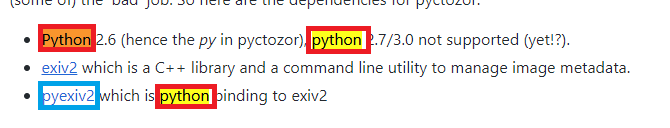 (some of) the 'bad' job. So here are the dependencies for pyctozor.
• Python 2.6 (hence the py in pyctozor), python 2.7/3.0 not supported (yet!?).
• exiv2 which is a C++ library and a command line utility to manage image metadata.
• pyexiv2 which is python binding to exiv2